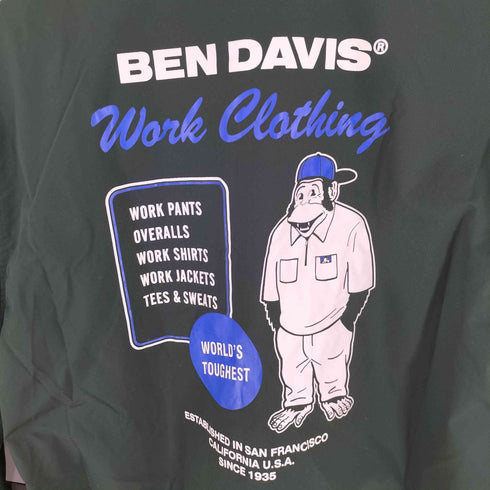 BEN DAVIS®
Work Clothing
WORK PANTS
OVERALLS
WORK SHIRTS
WORK JACKETS
TEES & SWEATS
WORLD'S
TOUGHEST
ESTABLISHED IN SAN FRANCISCO
CALIFORNIA U.S.A.
SINCE 1935